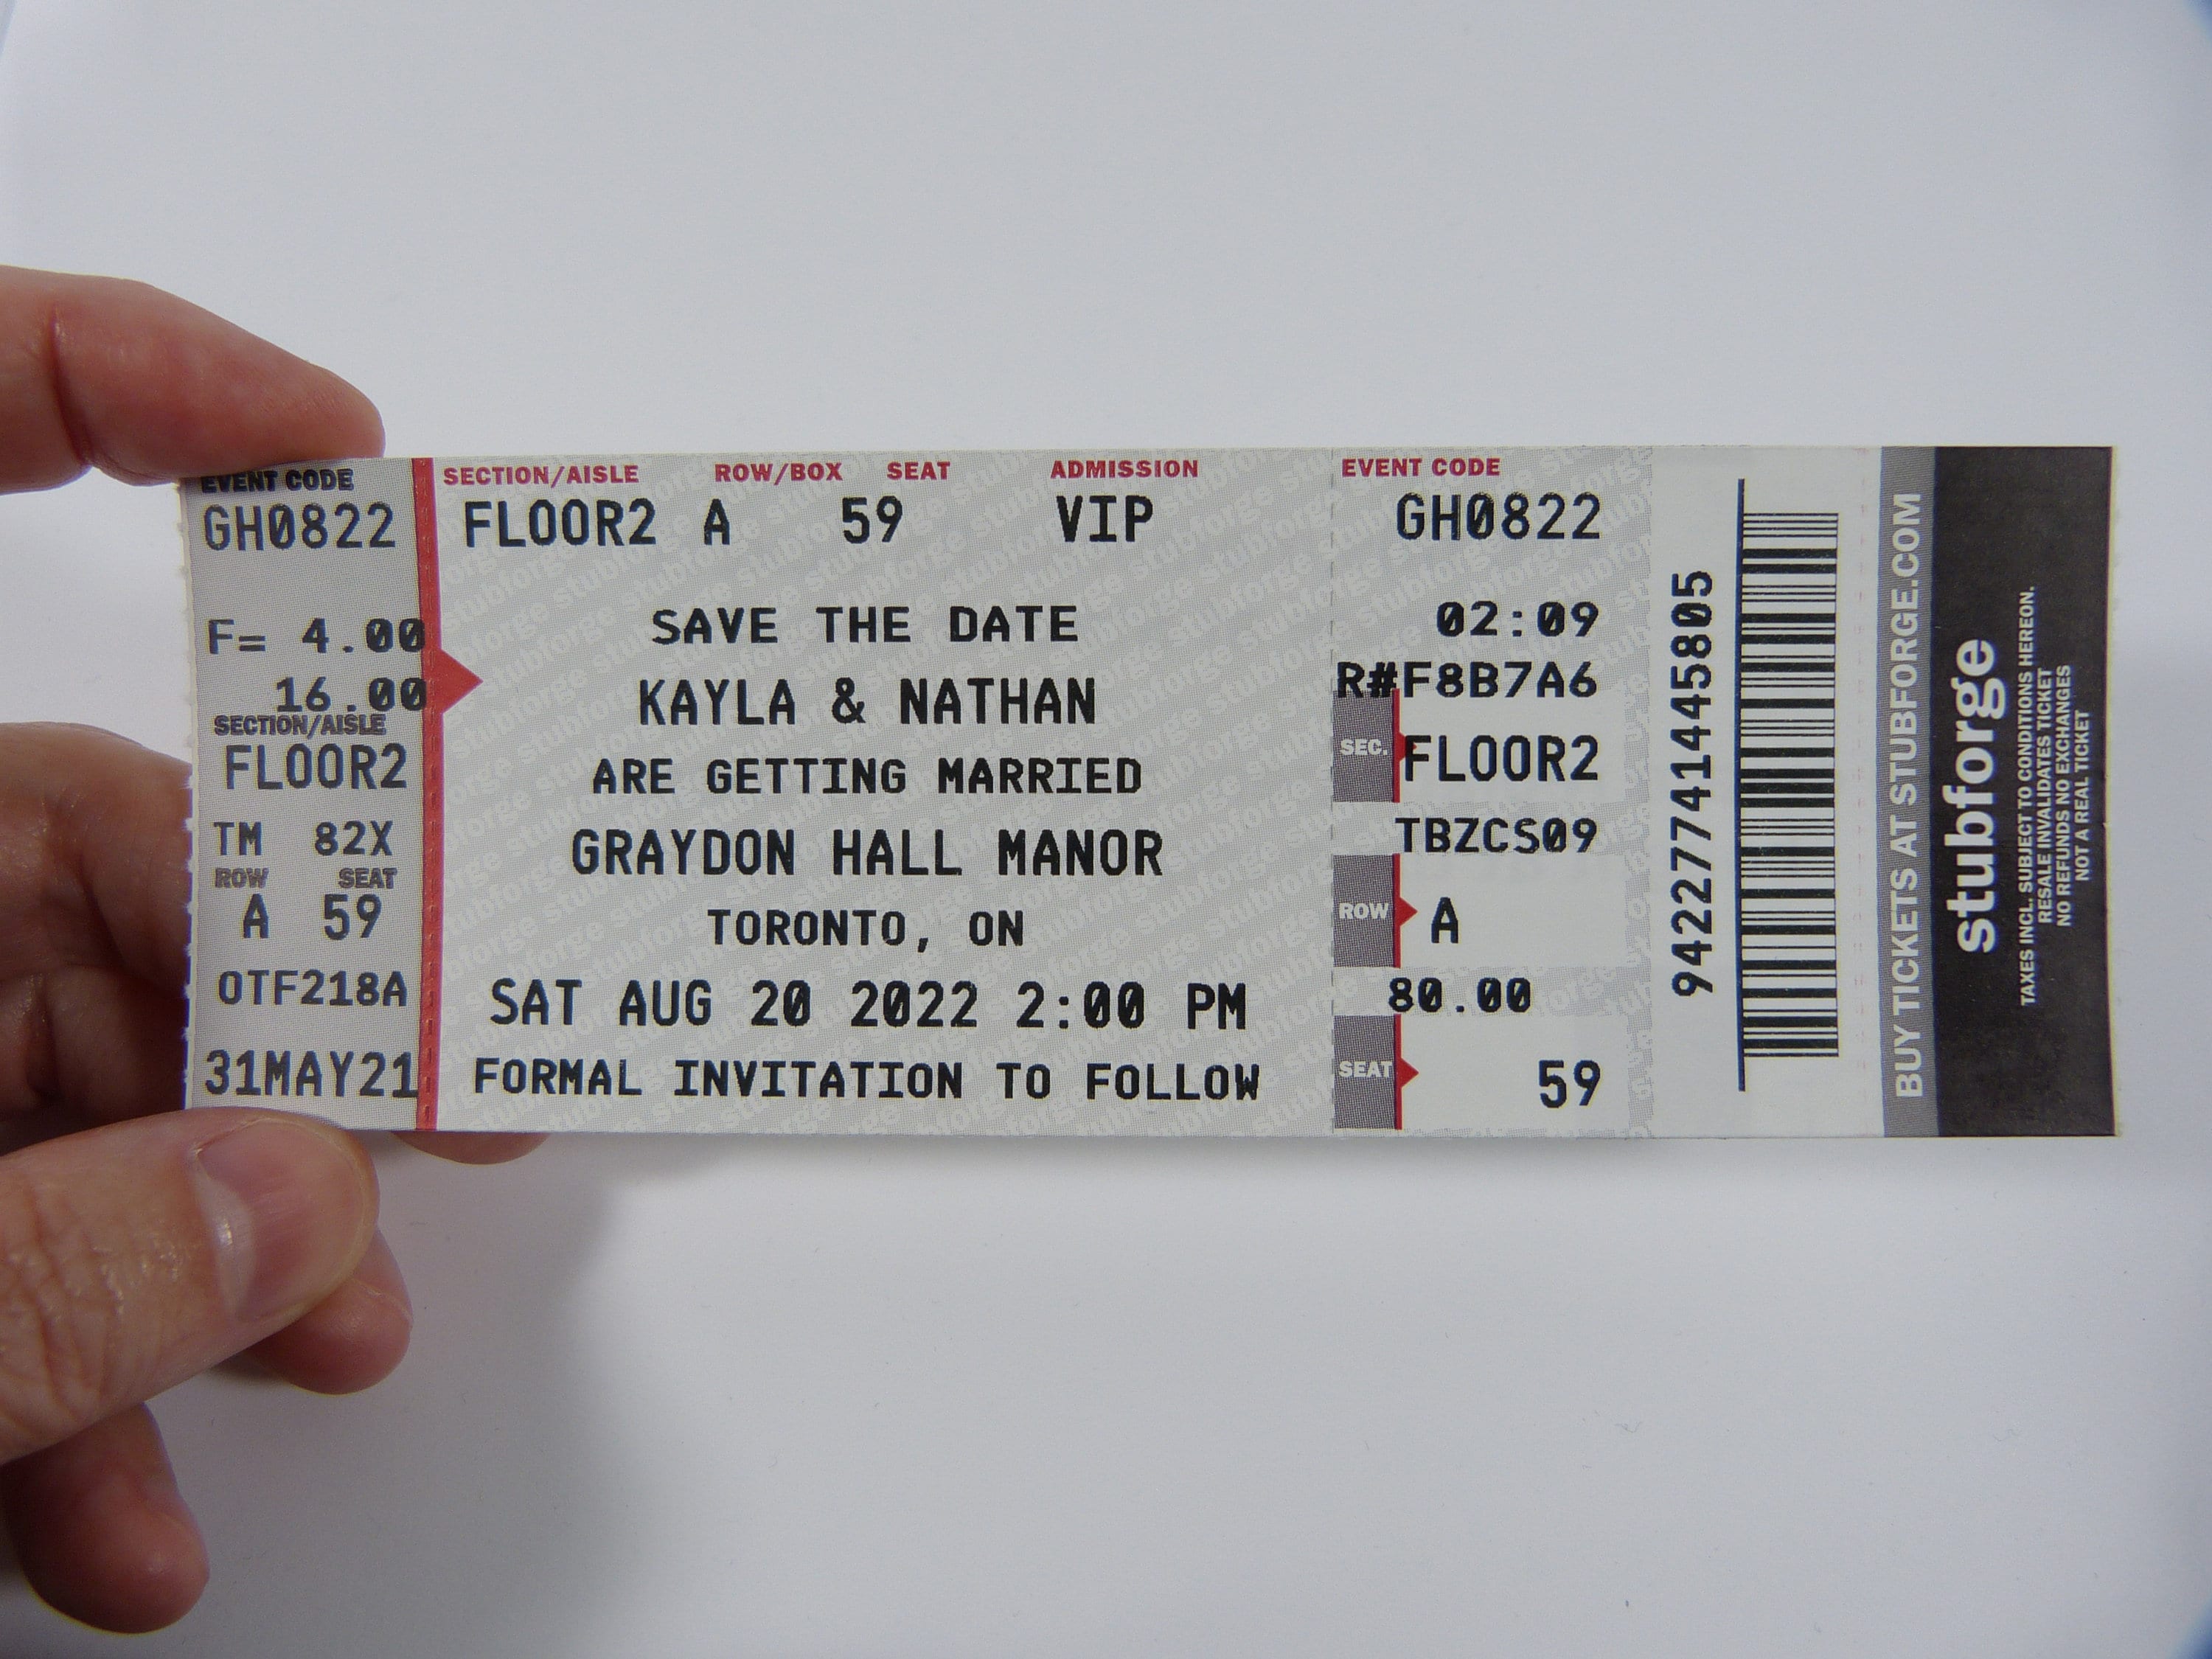 EVENT CODE
GH0822
F= 4.00
16.00
SECTION/AISLE
FLOOR2
TM 82X
ROW SEAT
A 59
OTF218A
31MAY21
SECTION/AISLE ROW/BOX SEAT ADMISSION
FLOOR2 A 59 VIP
SAVE THE DATE
KAYLA & NATHAN
ARE GETTING MARRIED
GRAYDON HALL MANOR
TORONTO, ON
SAT AUG 20 2022 2:00 PM
FORMAL INVITATION TO FOLLOW
EVENT CODE
GH0822
02:09
R#F8B7A6
SEC. FLOOR2
TBZCS09
ROW A
80.00
SEAT 59
942277414445805
BUY TICKETS AT STUBFORGE.COM
stubforge
TAXES INCL. SUBJECT TO CONDITIONS HEREON.
RESALE INVALIDATES TICKET
NO REFUNDS NO EXCHANGES
NOT A REAL TICKET